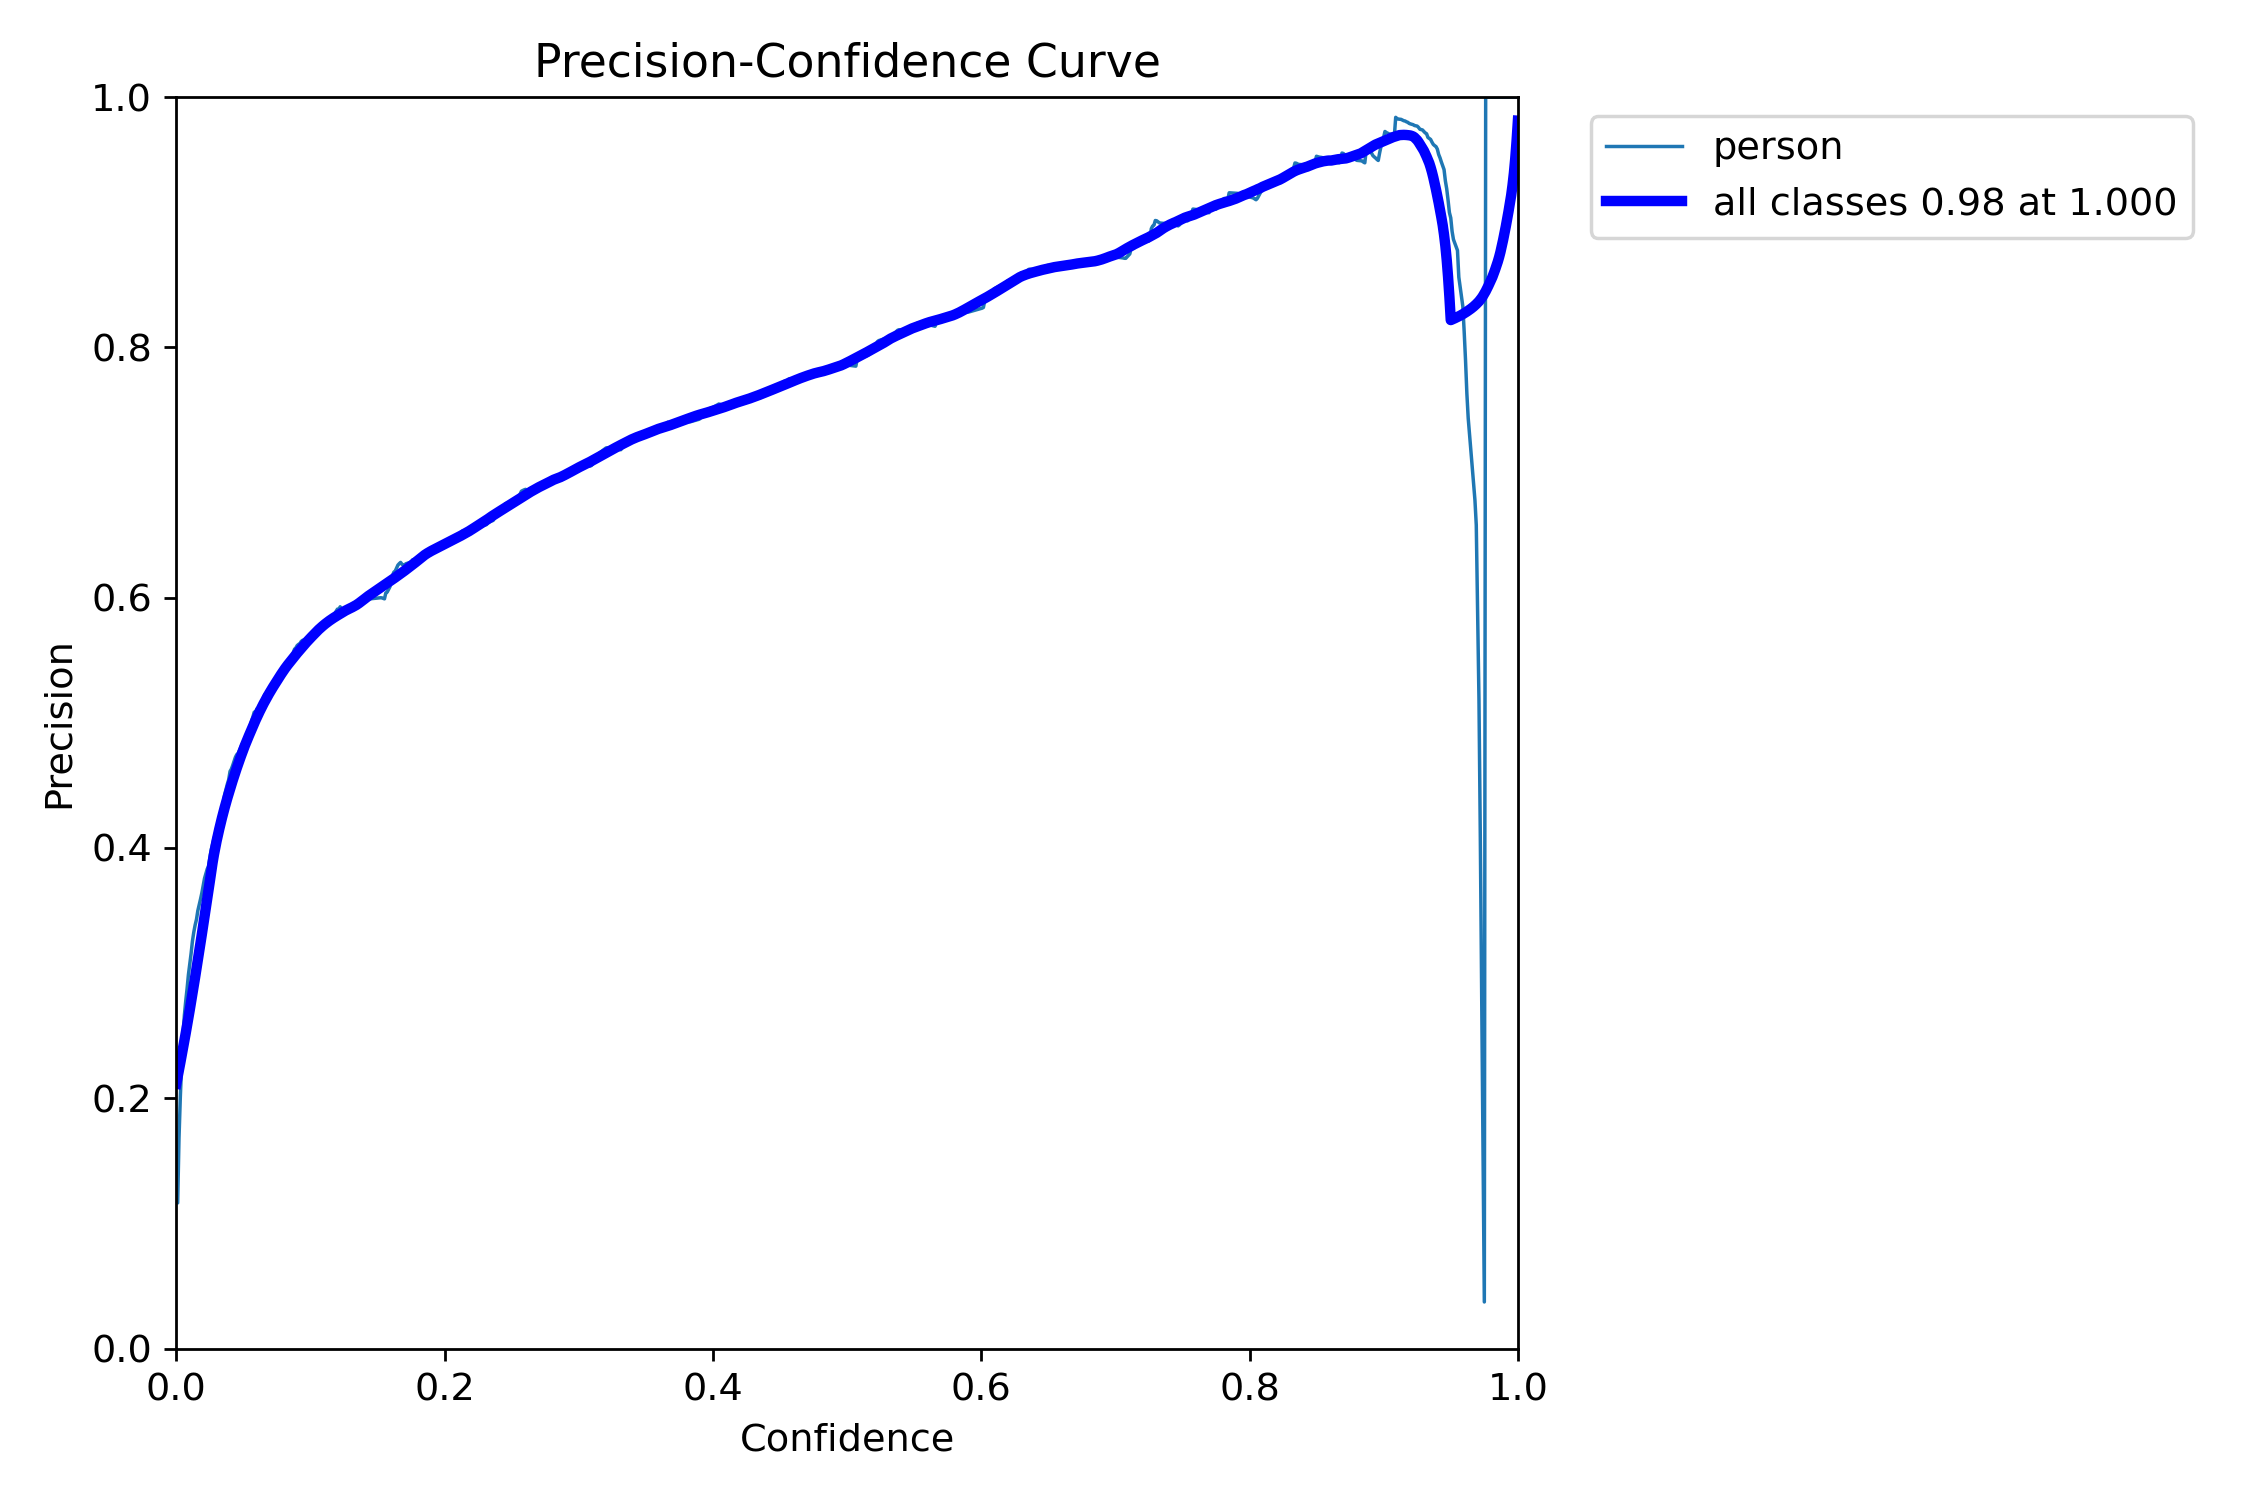 Precision-Confidence Curve
1.0
0.8
0.6
0.4
0.2
0.0
Precision
0.0 0.2 0.4 0.6 0.8 1.0
Confidence
person
all classes 0.98 at 1.000